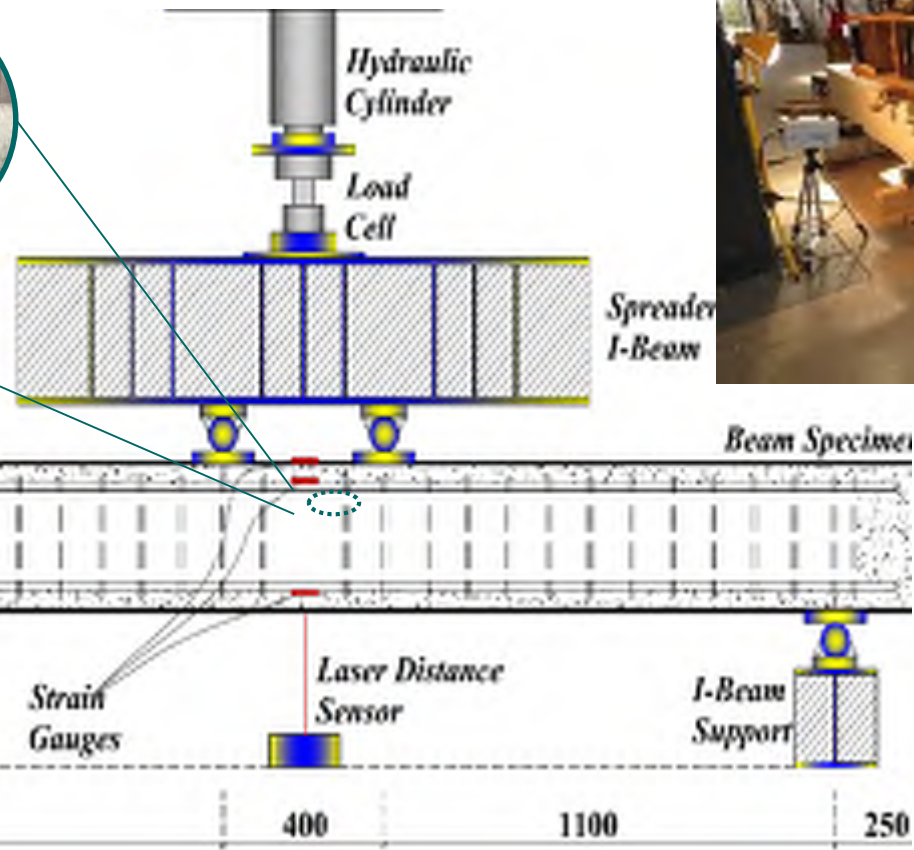 Hydraulic
Cylinder
Load
Cell
Spreader
I-Beam
Beam Specimen
Strain
Gauges
Laser Distance
Sensor
I-Beam
Support
400
1100
250